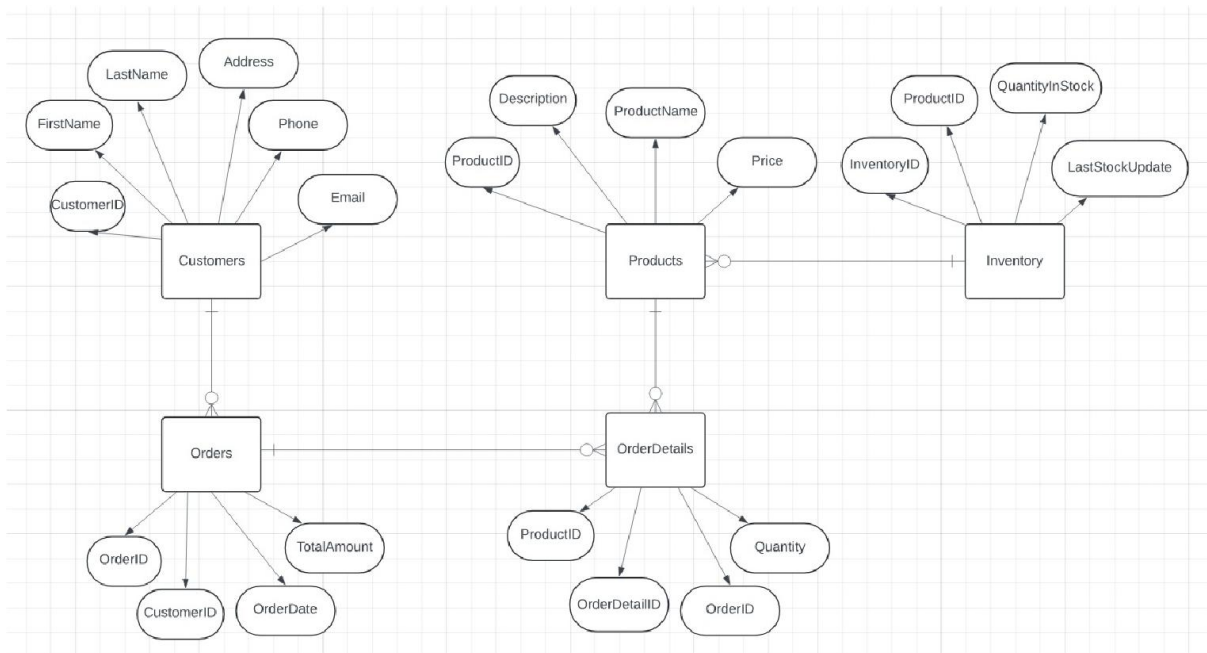 LastName
Address
FirstName
Phone
CustomerID
Email
Customers
Description
ProductName
ProductID
Price
Products
ProductID
QuantityInStock
InventoryID
LastStockUpdate
Inventory
Orders
OrderID
CustomerID
OrderDate
TotalAmount
OrderDetails
ProductID
OrderDetailID
OrderID
Quantity